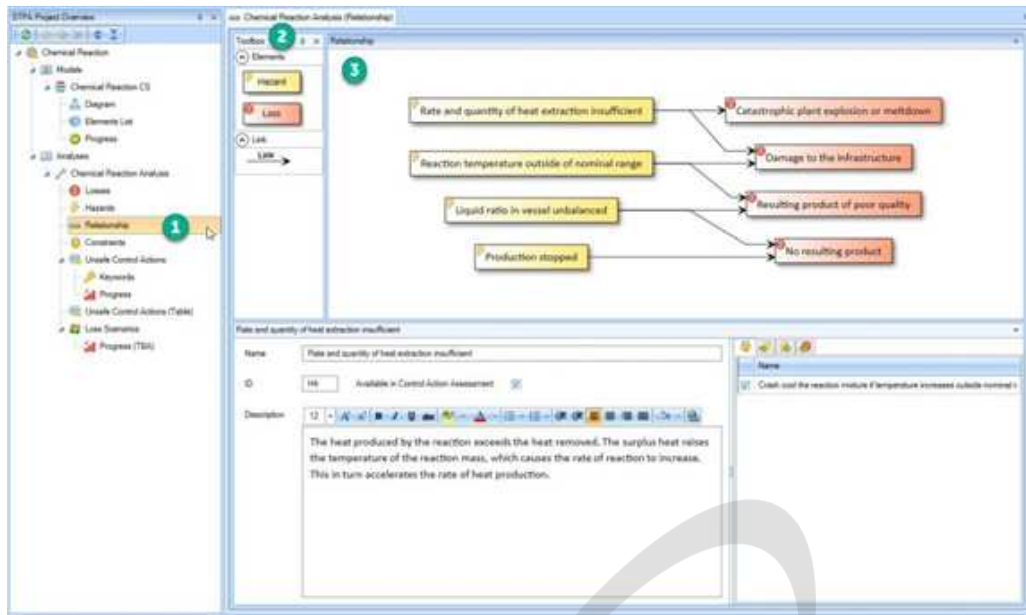 STPA Project Overview
Chemical Reaction
Models
Chemical Reaction CS
Diagram
Elements List
Progress
Analyses
Chemical Reaction Analysis
Losses
Hazards
Relationship
1
Constraints
Unsafe Control Actions
Keywords
Progress
Unsafe Control Actions (Table)
Loss Scenarios
Progress (TBA)
Chemical Reaction Analysis (Relationship)
Toolbox
2
Elements
Hazard
Loss
Link
Link
Relationship
3
Rate and quantity of heat extraction insufficient
Catastrophic plant explosion or meltdown
Reaction temperature outside of nominal range
Damage to the infrastructure
Liquid ratio in vessel unbalanced
Resulting product of poor quality
Production stopped
No resulting product
Rate and quantity of heat extraction insufficient
Name
Rate and quantity of heat extraction insufficient
ID
Available in Control Action Assessment
Description
12
The heat produced by the reaction exceeds the heat removed. The surplus heat raises
the temperature of the reaction mass, which causes the rate of reaction to increase.
This in turn accelerates the rate of heat production.
Name
the reaction mixture if temperature increases outside nominal